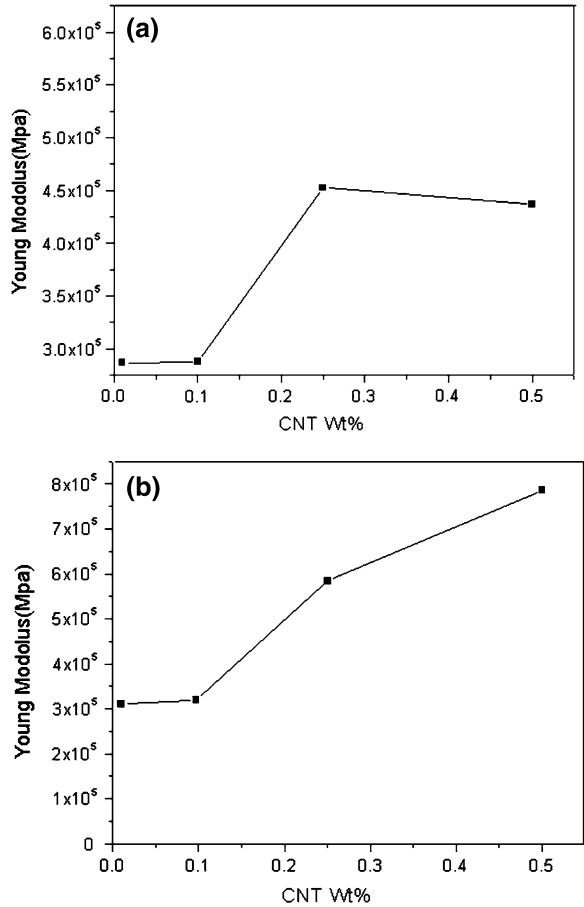 (a)
Young Modolus(Mpa)
6.0x10⁵
5.5x10⁵
5.0x10⁵
4.5x10⁵
4.0x10⁵
3.5x10⁵
3.0x10⁵
0.0 0.1 0.2 0.3 0.4 0.5
CNT Wt%
(b)
Young Modolus(Mpa)
8x10⁵
7x10⁵
6x10⁵
5x10⁵
4x10⁵
3x10⁵
2x10⁵
1x10⁵
0
0.0 0.1 0.2 0.3 0.4 0.5
CNT Wt%